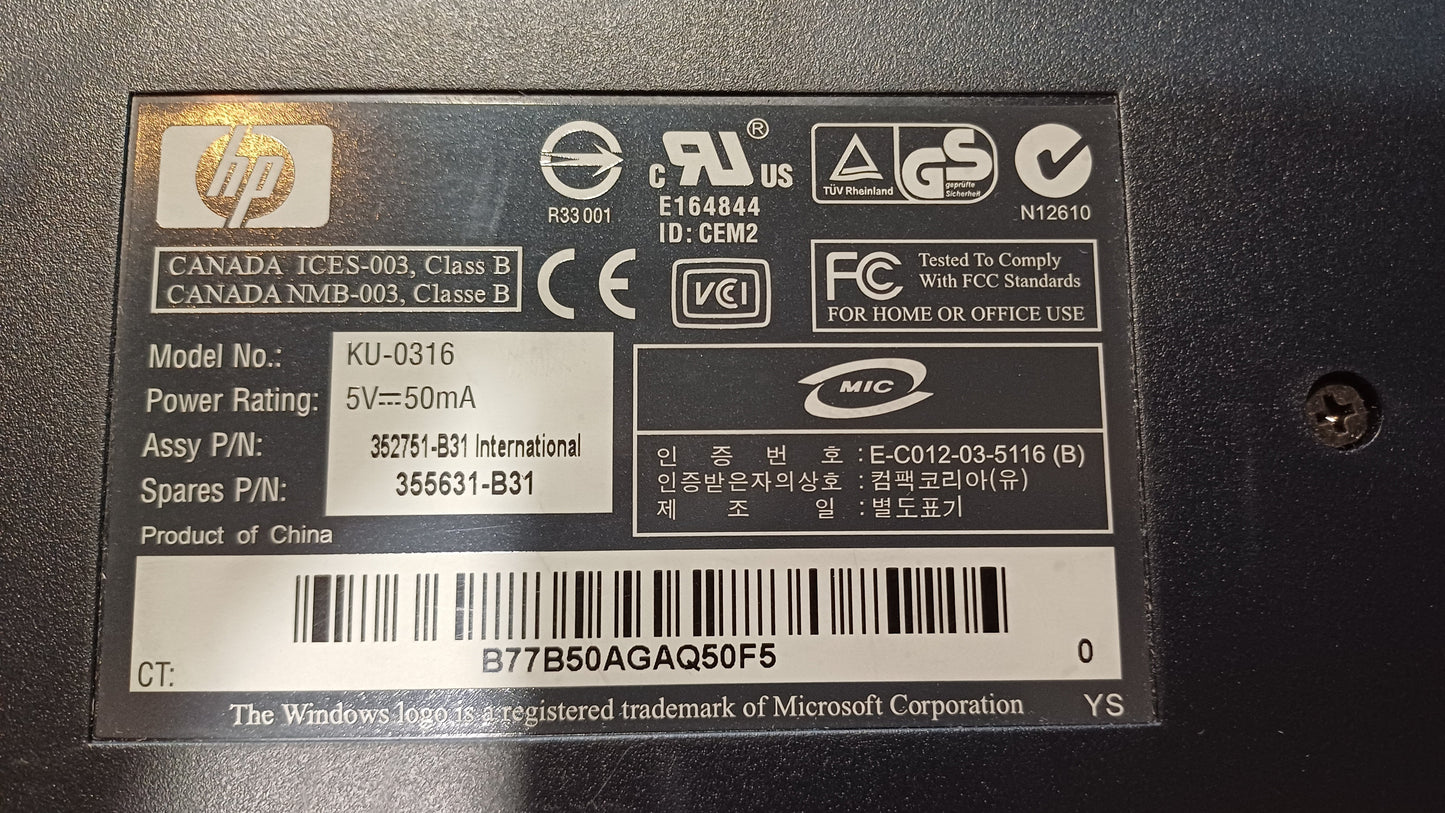 hp
R33001
C RU ® US
E164844
ID: CEM2
TÜV Rheinland
GS
geprüfte
Sicherheit
N12610
CANADA ICES-003, Class B
CANADA NMB-003, Classe B
CE
VCCI
FC
Tested To Comply
With FCC Standards
FOR HOME OR OFFICE USE
Model No.: KU-0316
Power Rating: 5V⎓50mA
Assy P/N: 352751-B31 International
Spares P/N: 355631-B31
Product of China
MIC
인 증 번 호 : E-C012-03-5116 (B)
인증받은자의상호 : 컴팩코리아(유)
제 조 일 : 별도표기
CT: B77B50AGAQ50F5 0
The Windows logo is a registered trademark of Microsoft Corporation YS